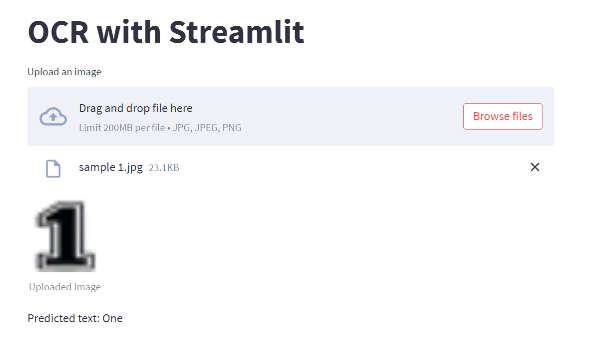 OCR with Streamlit
Upload an image
Drag and drop file here
Limit 200MB per file • JPG, JPEG, PNG
Browse files
sample 1.jpg 23.1KB
1
Uploaded Image
Predicted text: One